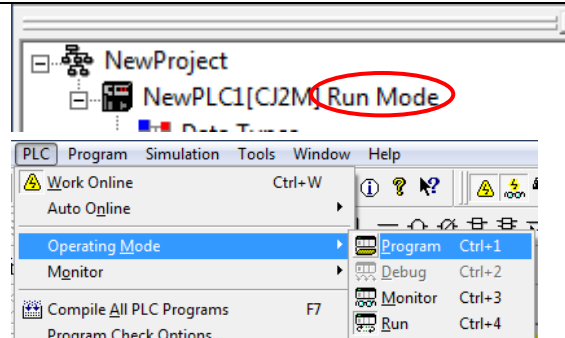 NewProject
NewPLC1[CJ2M] Run Mode
Data Types
PLC Program Simulation Tools Window Help
Work Online Ctrl+W
Auto Online
Operating Mode Program Ctrl+1
Debug Ctrl+2
Monitor Monitor Ctrl+3
Compile All PLC Programs F7 Run Ctrl+4
Program Check Options